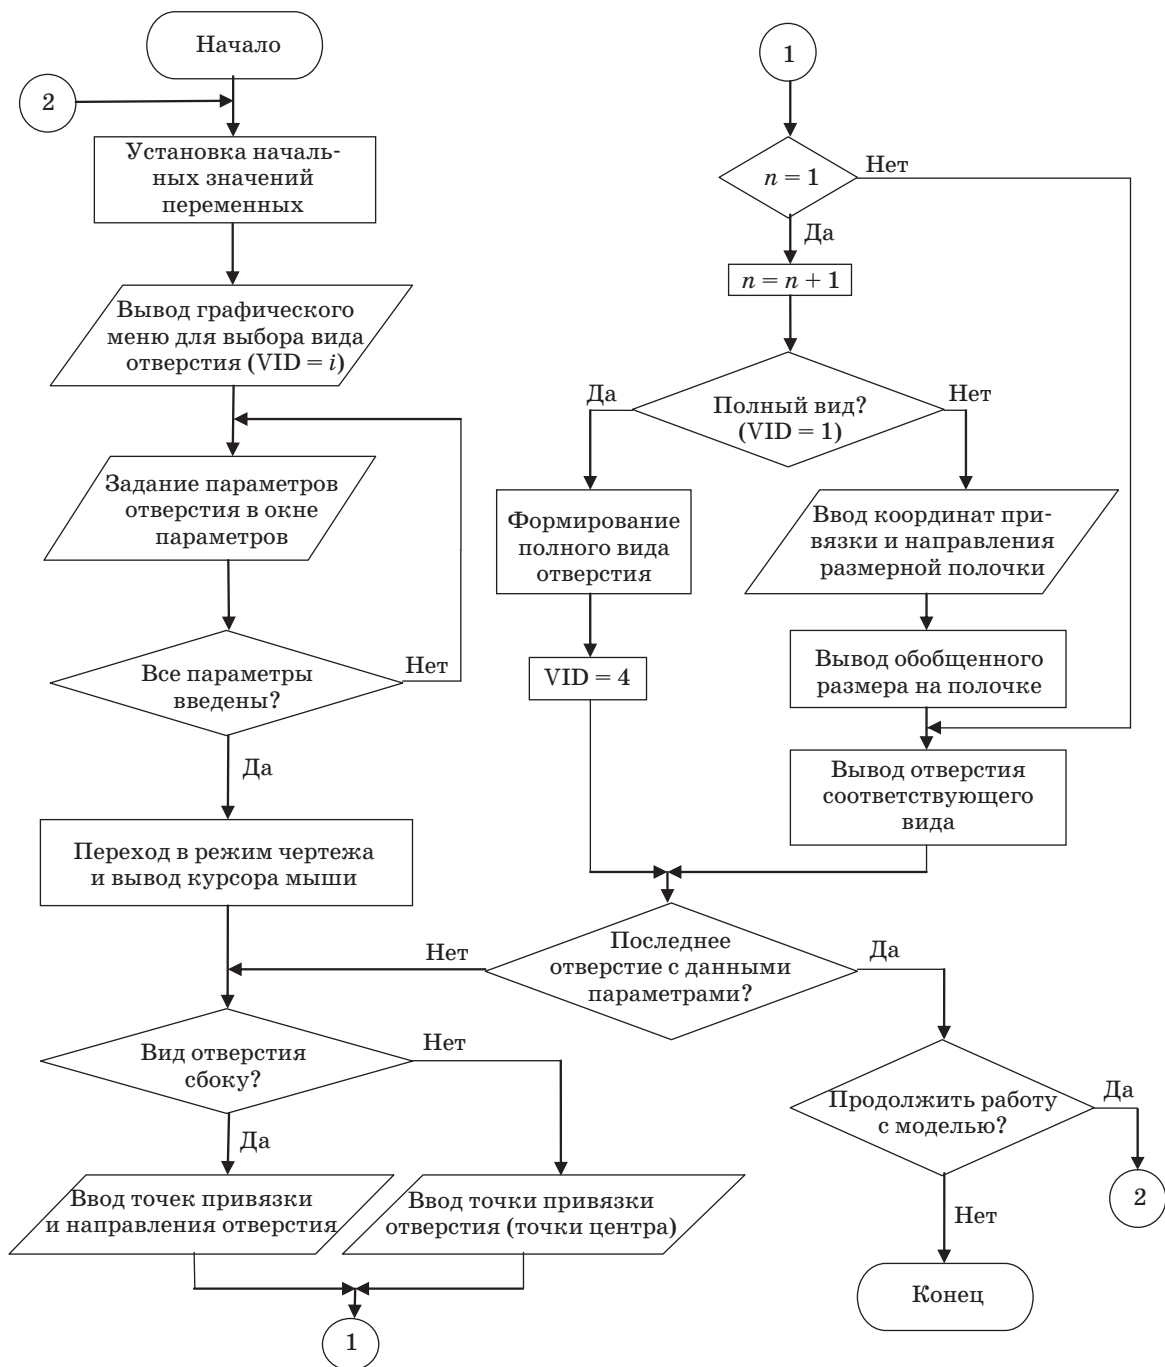 Начало
2
Установка началь-
ных значений
переменных
Вывод графического
меню для выбора вида
отверстия (VID = i)
Задание параметров
отверстия в окне
параметров
Все параметры
введены?
Нет
Да
Переход в режим чертежа
и вывод курсора мыши
Вид отверстия
сбоку?
Нет
Да
Ввод точек привязки
и направления отверстия
Ввод точки привязки
отверстия (точки центра)
1
1
n = 1
Нет
Да
n = n + 1
Полный вид?
(VID = 1)
Да
Нет
Формирование
полного вида
отверстия
VID = 4
Ввод координат при-
вязки и направления
размерной полочки
Вывод обобщенного
размера на полочке
Вывод отверстия
соответствующего
вида
Последнее
отверстие с данными
параметрами?
Нет
Да
Продолжить работу
с моделью?
Да
2
Нет
Конец